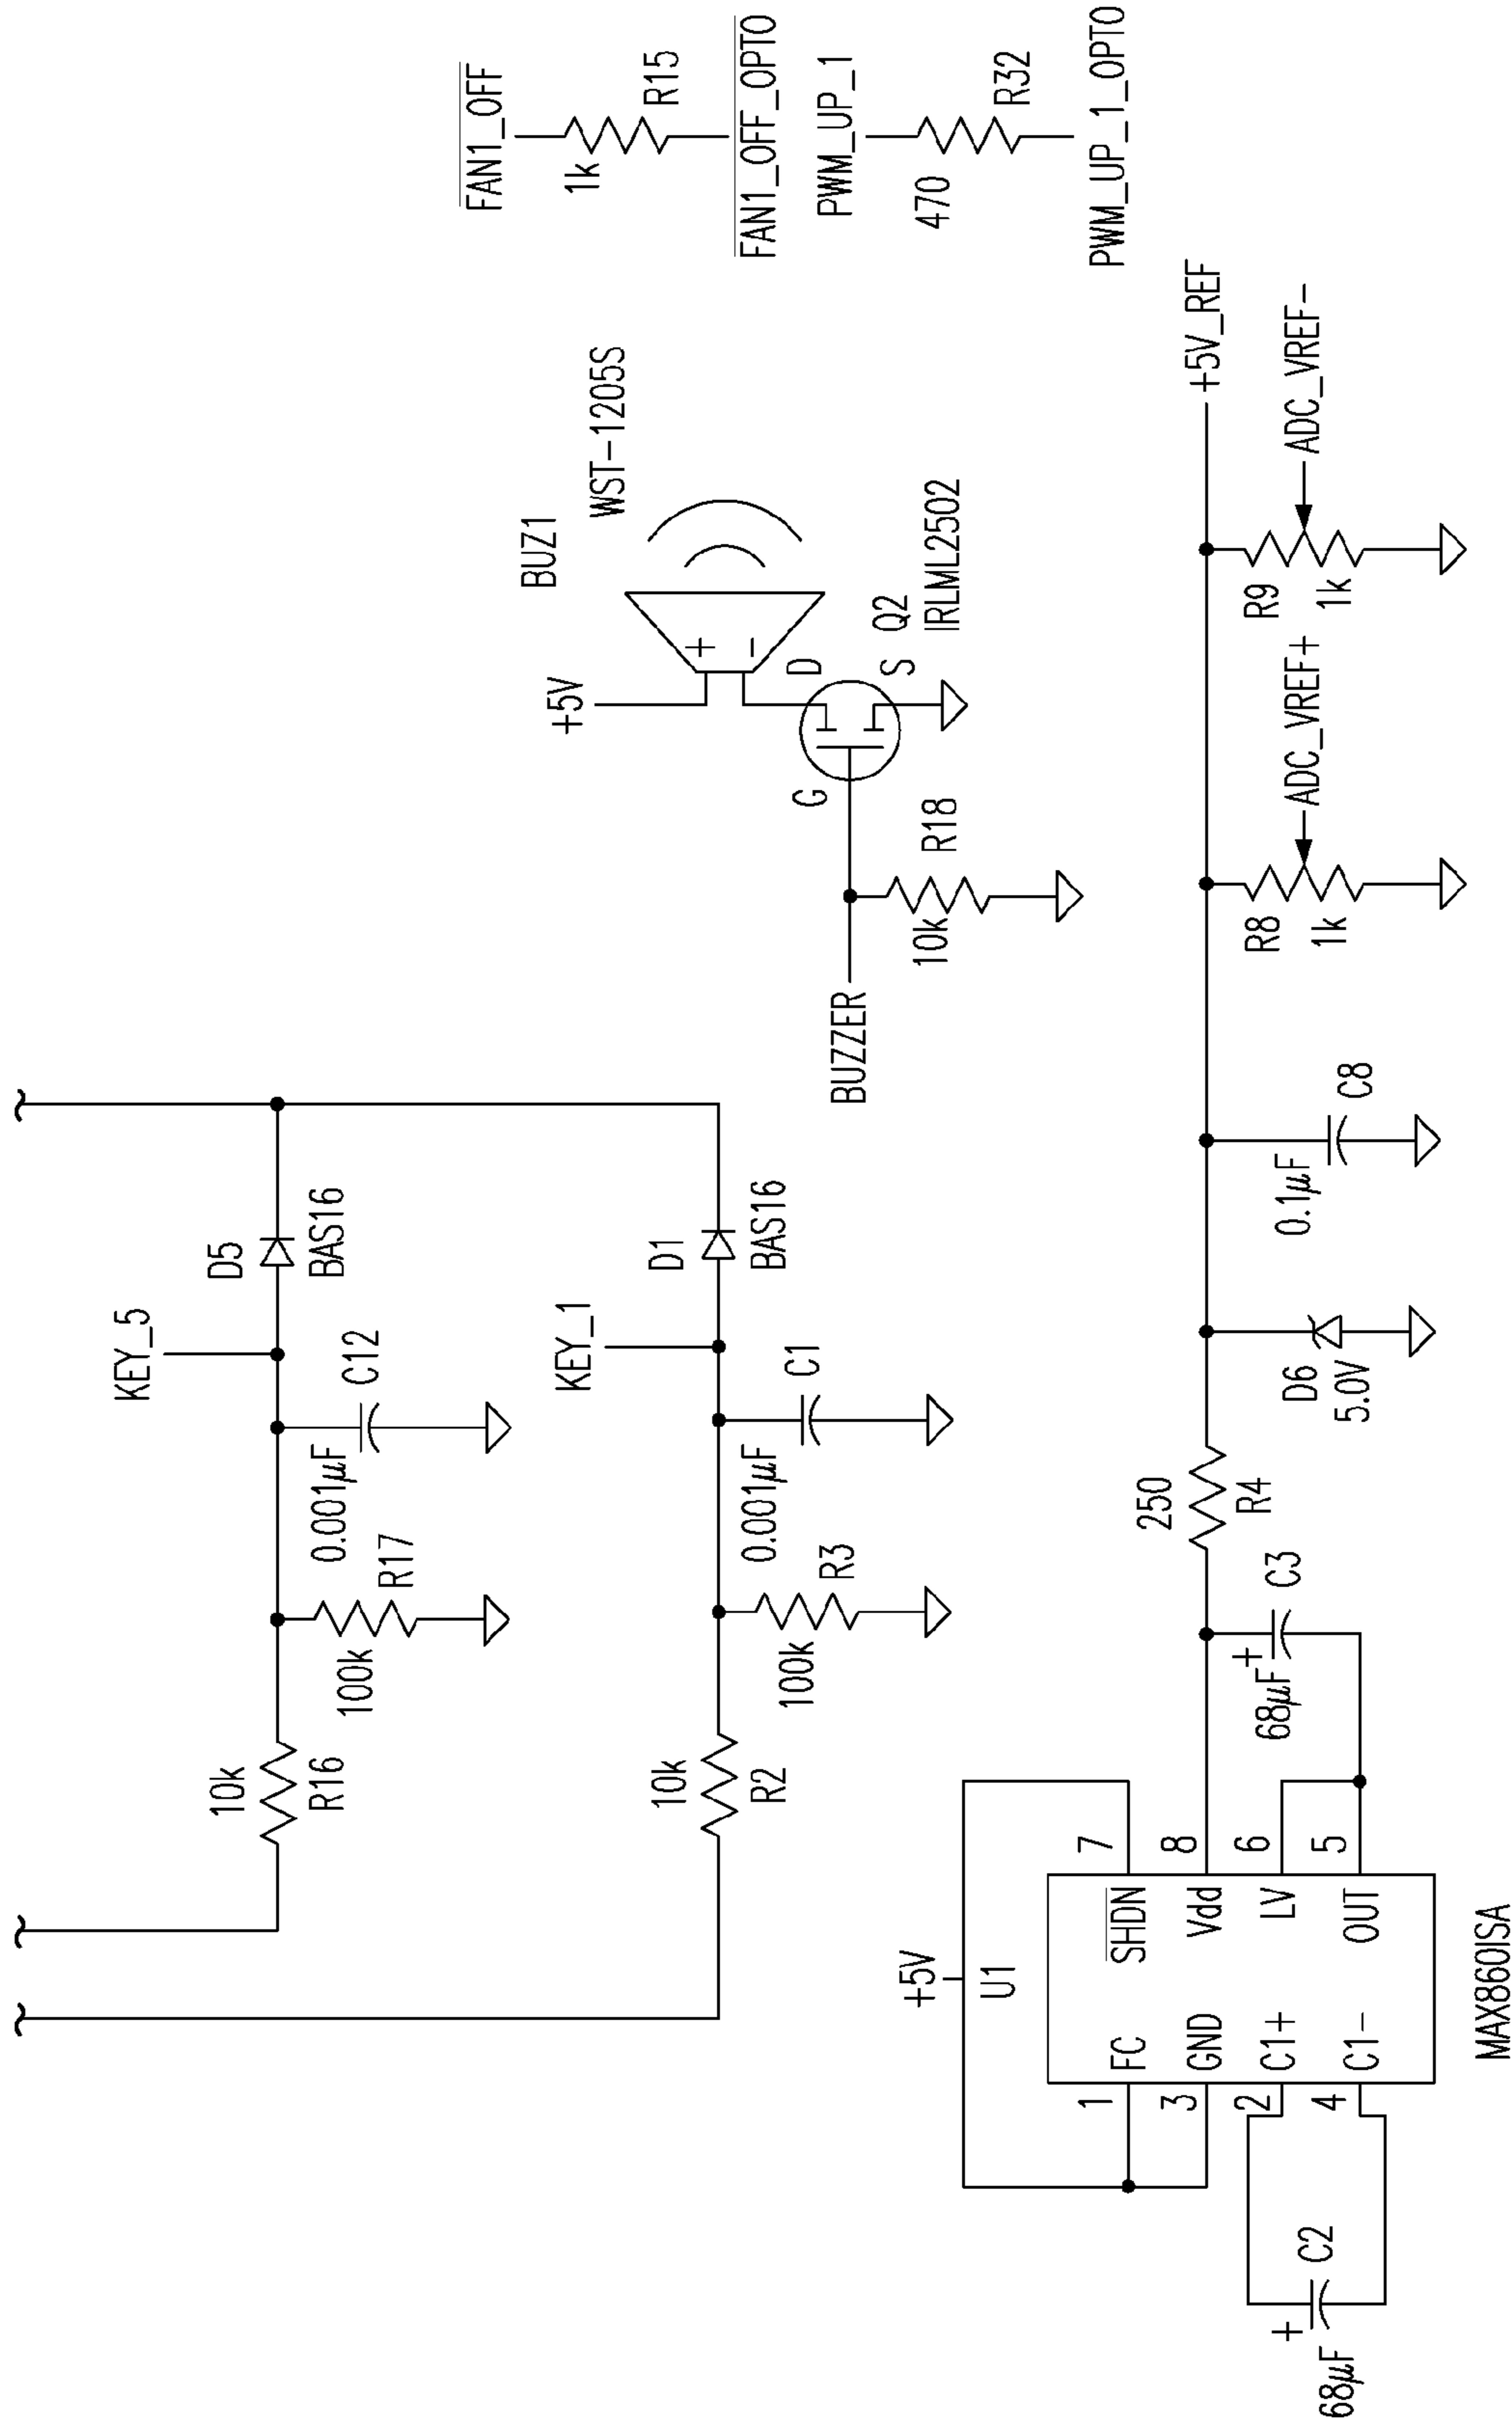 FAN1_OFF
1k
R15
FAN1_OFF_OPTO
PWM_UP_1
470
R32
PWM_UP_1_OPTO
BUZ1
WST-1205S
+5V
+
-
D
G
S
Q2
IRLML2502
BUZZER
10k
R18
KEY_5
D5
BAS16
C12
0.001µF
R17
100k
10k
R16
KEY_1
D1
BAS16
C1
0.001µF
R3
100k
10k
R2
+5V
U1
1
FC
SHDN
7
3
GND
Vdd
8
2
C1+
LV
6
4
C1-
OUT
5
MAX860ISA
+
C2
68µF
+
C3
68µF
250
R4
D6
5.0V
0.1µF
C8
R8
1k
ADC_VREF+
R9
1k
ADC_VREF-
+5V_REF